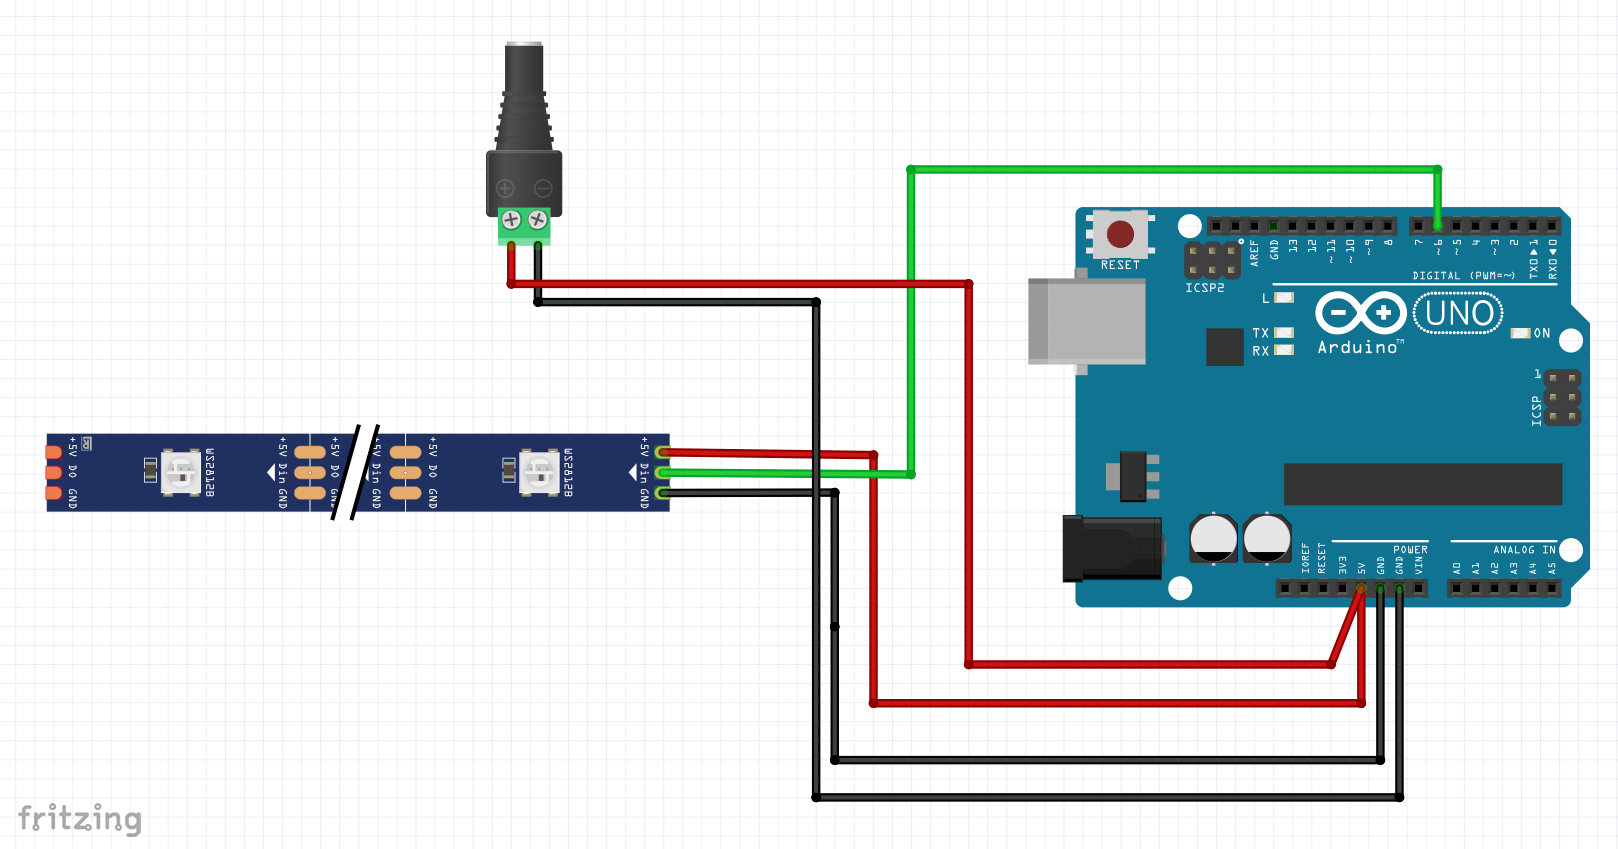 + −
RESET
ICSP2
AREF
GND
13
12
~11
~10
~9
8
7
~6
~5
4
~3
2
TX0▶1
RX0◀0
DIGITAL (PWM=~)
L
TX
RX
UNO
Arduino™
ON
1
ICSP
+5V
DO
GND
R
WS2812B
+5V
Din
GND
+5V
DO
GND
+5V
+5V
DO
GND
WS2812B
+5V
Din
GND
IOREF
RESET
3V3
5V
GND
GND
VIN
POWER
ANALOG IN
A0
A1
A2
A3
A4
A5
fritzing